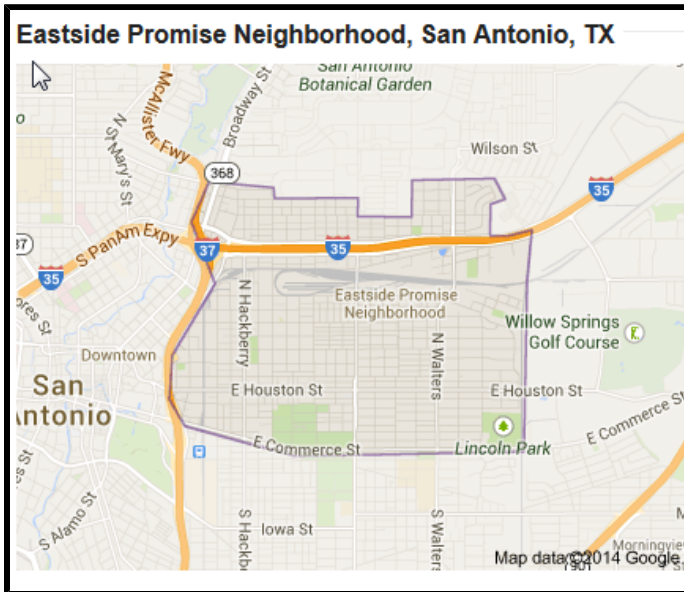 Eastside Promise Neighborhood, San Antonio, TX
San Antonio
Botanical Garden
McAllister Fwy
Broadway St
N
St Mary's St
Wilson St
368
35
S PanAm Expy
37
35
35
N Hackberry
Eastside Promise
Neighborhood
Willow Springs
Golf Course
Downtown
N Walters
San
Antonio
E Houston St
E Houston St
E Commerce St
E Commerce St
Lincoln Park
S Alamo St
Iowa St
S Hackbe
S Walters
Morningview
Map data ©2014 Google